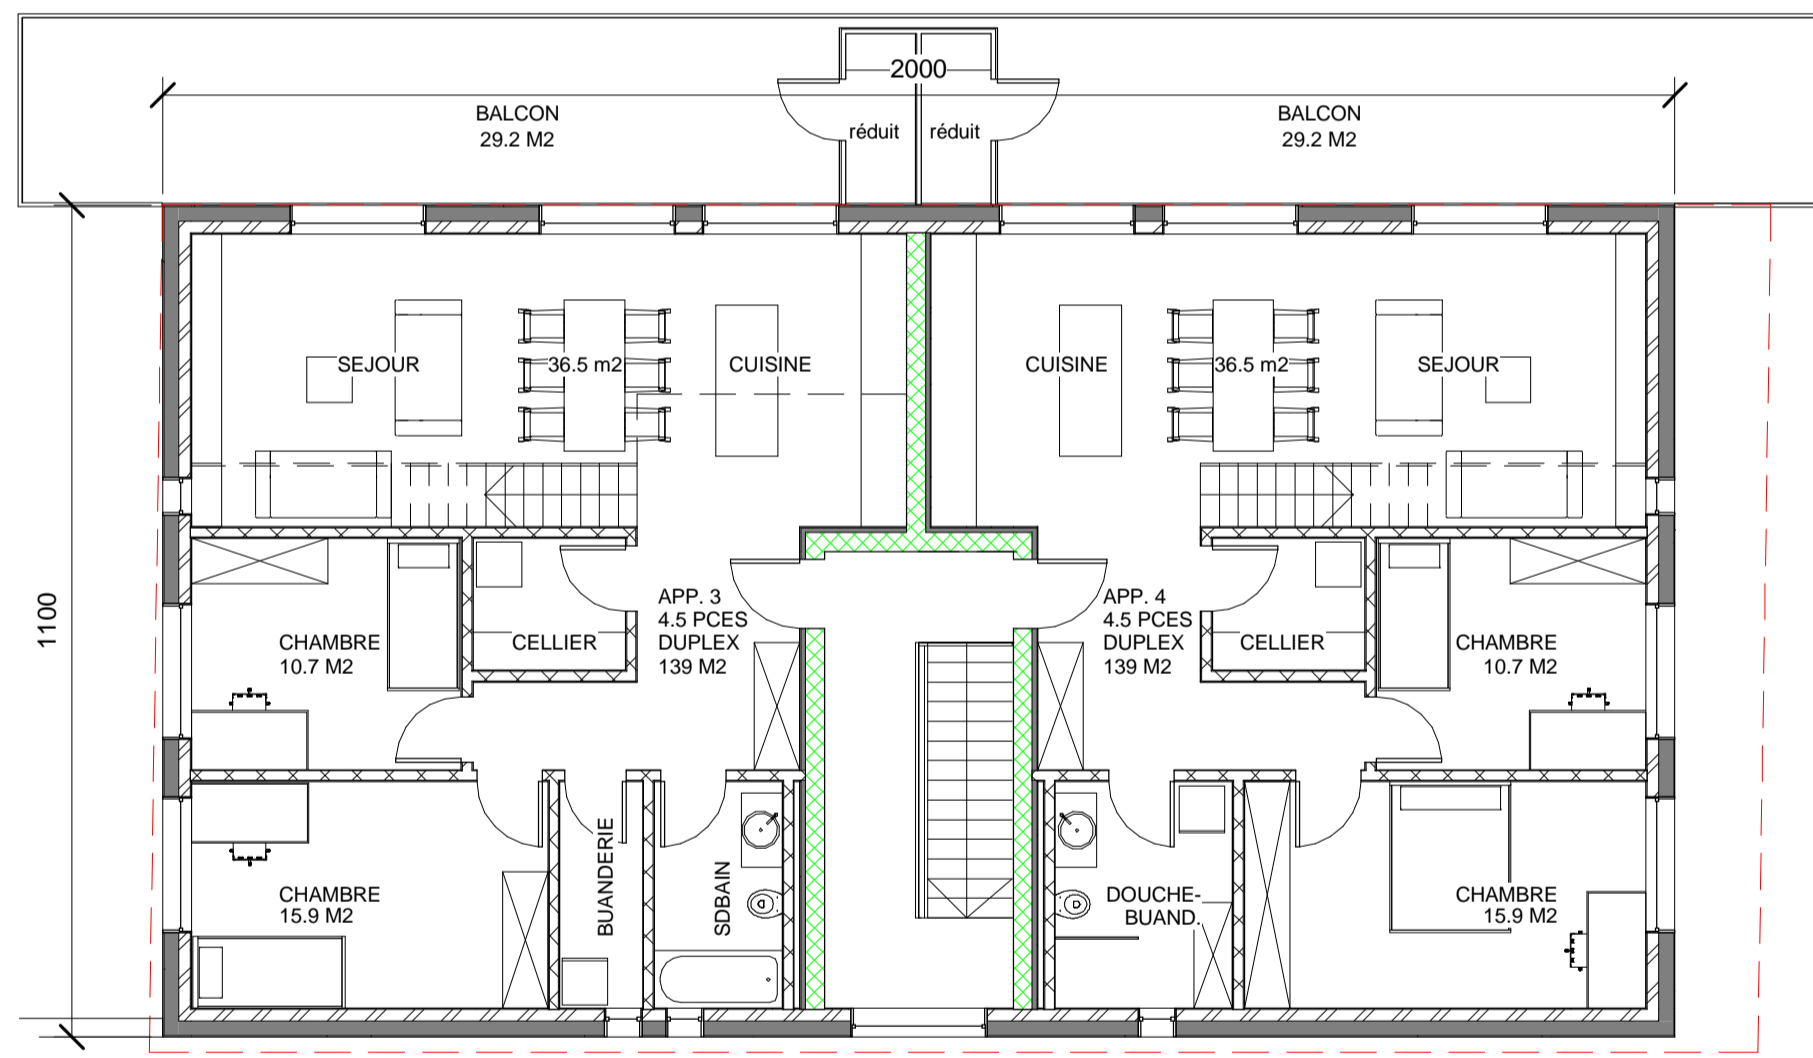 2000
BALCON
29.2 M2
réduit
réduit
BALCON
29.2 M2
1100
SEJOUR
36.5 m2
CUISINE
CUISINE
36.5 m2
SEJOUR
CHAMBRE
10.7 M2
CELLIER
APP. 3
4.5 PCES
DUPLEX
139 M2
APP. 4
4.5 PCES
DUPLEX
139 M2
CELLIER
CHAMBRE
10.7 M2
CHAMBRE
15.9 M2
BUANDERIE
SDBAIN
DOUCHE-
BUAND.
CHAMBRE
15.9 M2